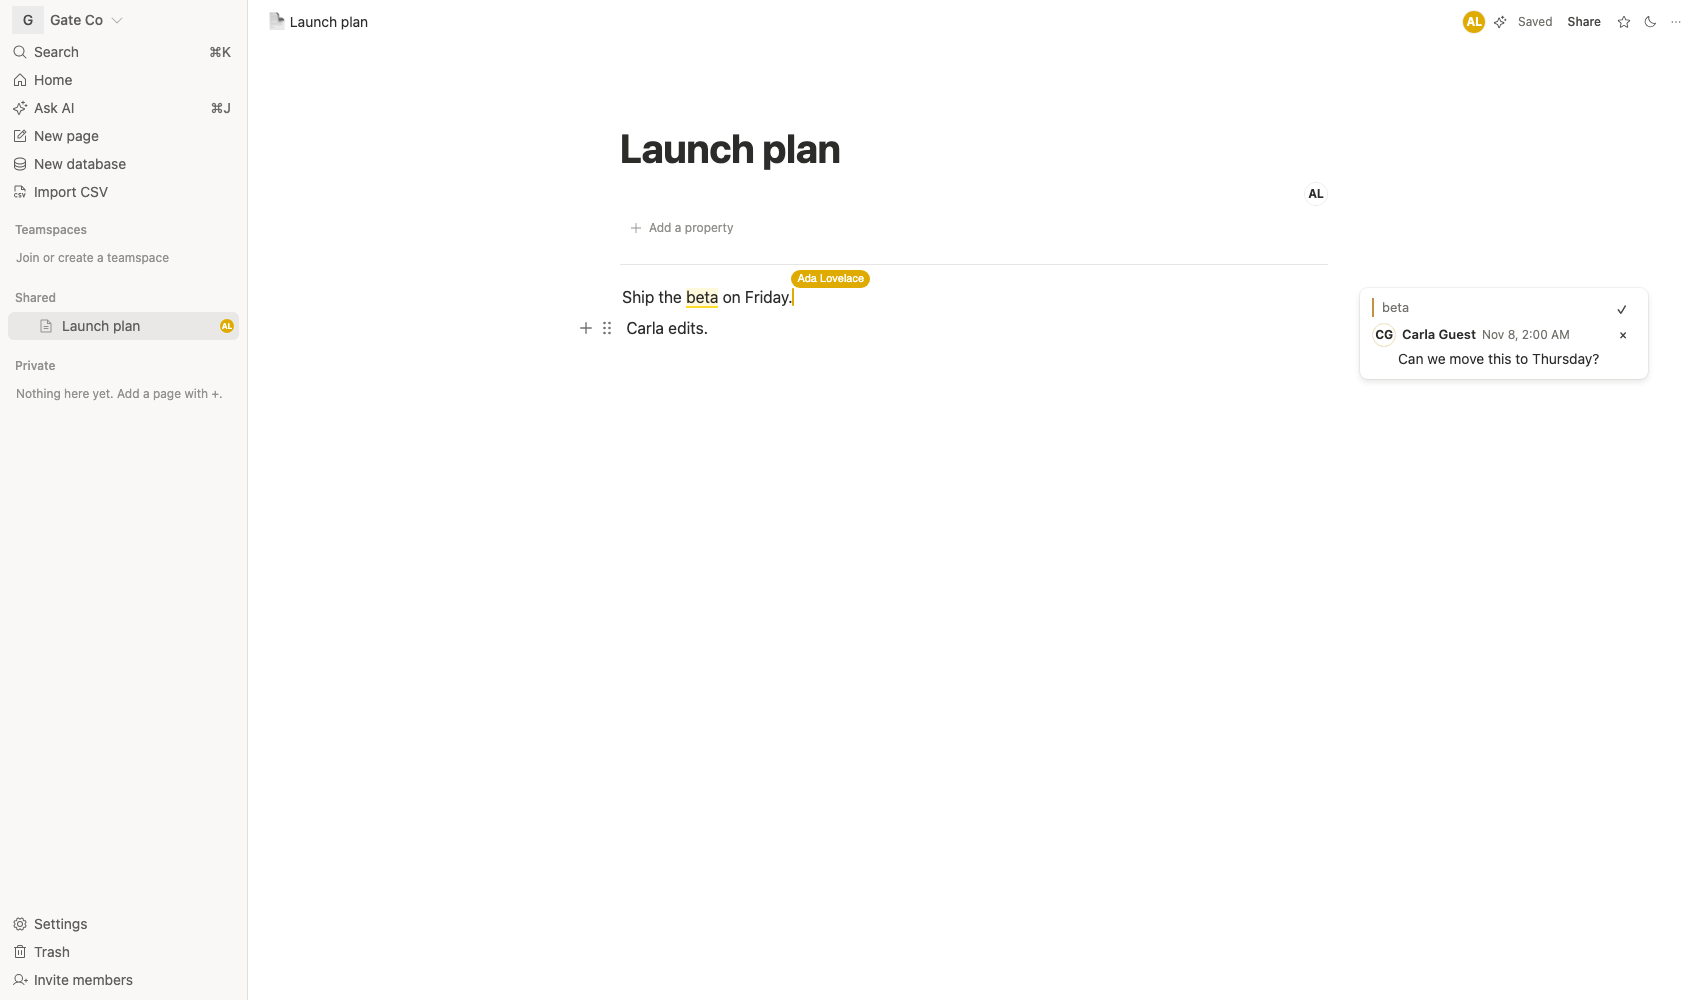 G Gate Co
Search ⌘K
Home
Ask AI ⌘J
New page
New database
CSV Import CSV
Teamspaces
Join or create a teamspace
Shared
Launch plan AL
Private
Nothing here yet. Add a page with +.
Settings
Trash
Invite members
Launch plan
AL Saved Share
Launch plan
AL
Add a property
Ada Lovelace
Ship the beta on Friday.
Carla edits.
beta
CG Carla Guest Nov 8, 2:00 AM
Can we move this to Thursday?